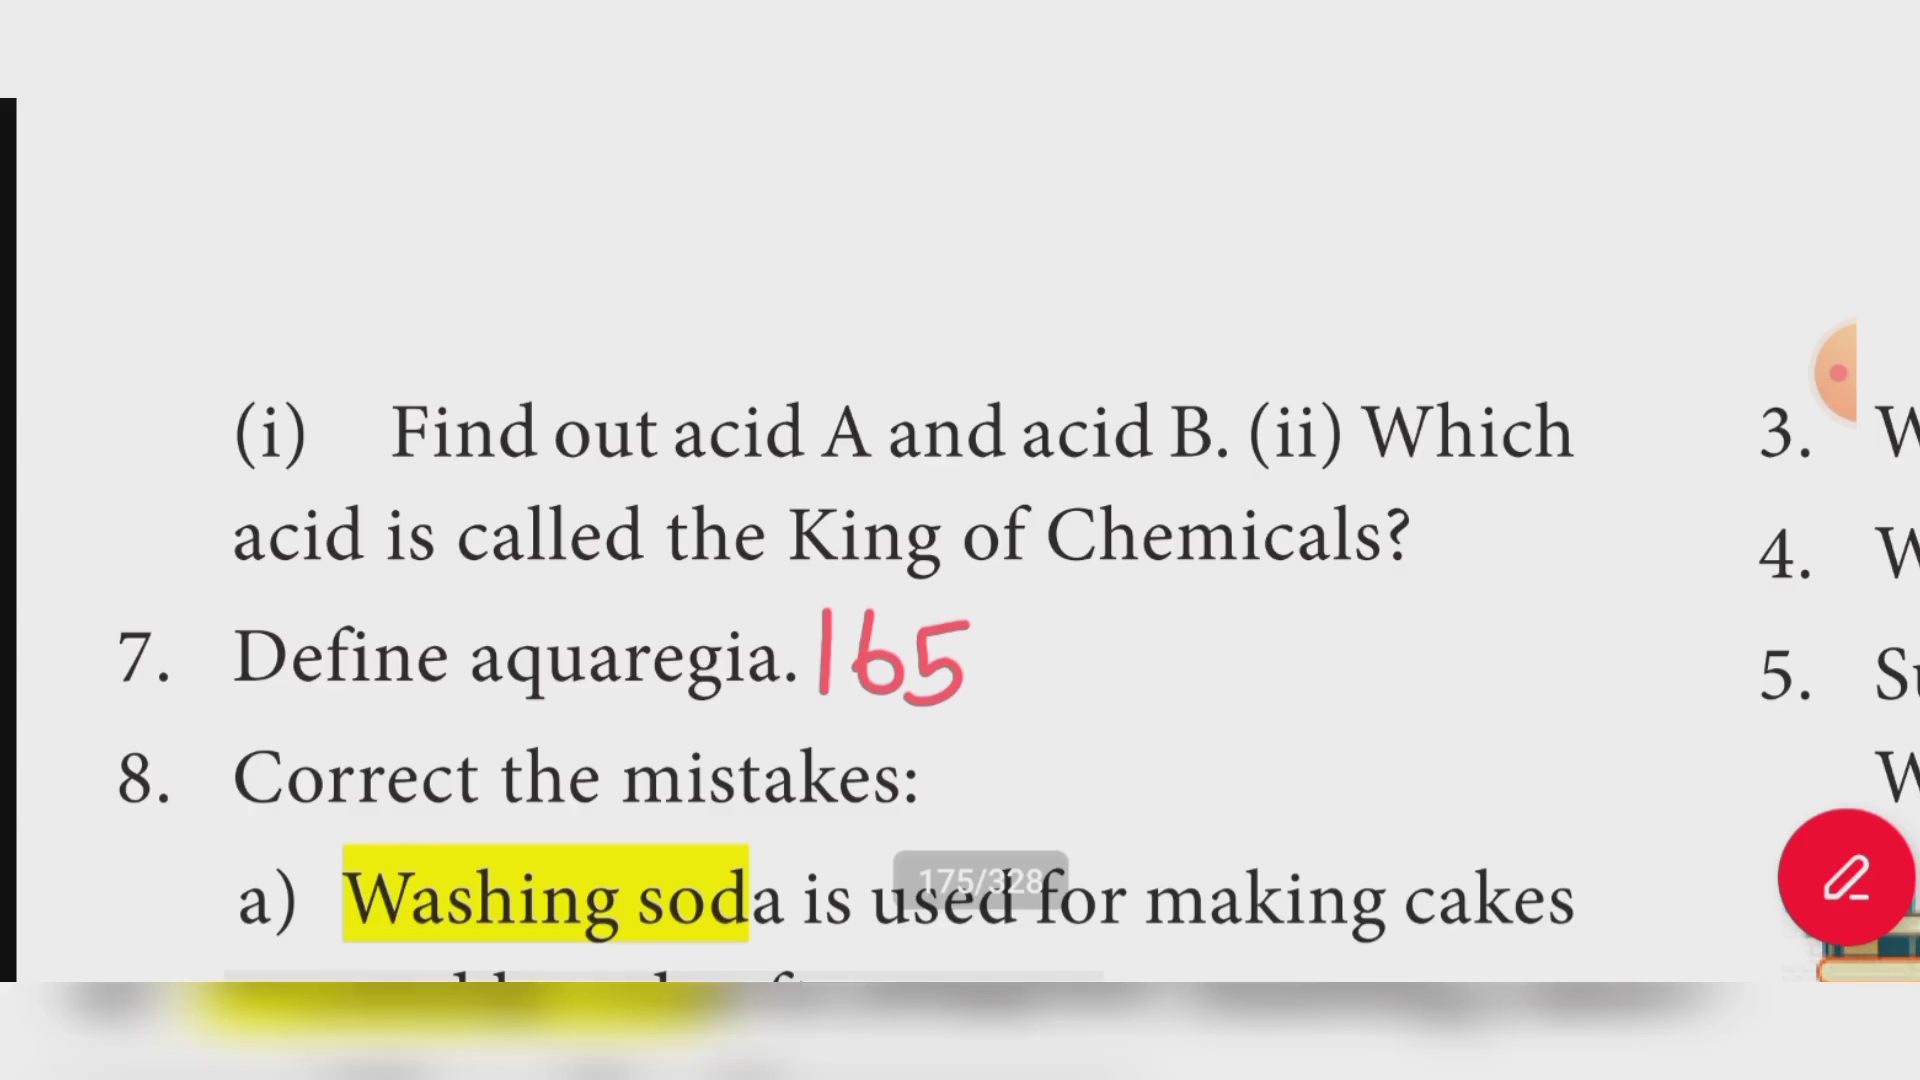 (i) Find out acid A and acid B. (ii) Which
acid is called the King of Chemicals?
7. Define aquaregia. 165
8. Correct the mistakes:
a) Washing soda is used for making cakes
175/328
3. W
4. W
5. Su
W